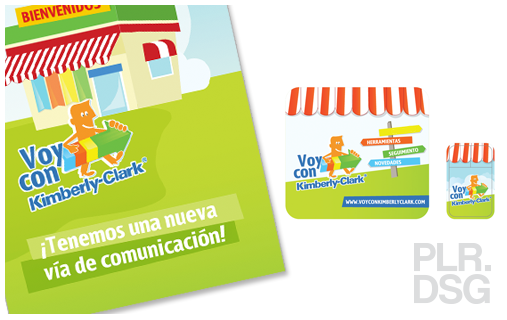 BIENVENIDOS
Voy
con
Kimberly-Clark®
¡Tenemos una nueva
vía de comunicación!
HERRAMIENTAS
SEGUIMIENTO
NOVEDADES
Voy
con
Kimberly-Clark
WWW.VOYCONKIMBERLYCLARK.COM
Voy
con
Kimberly-Clark
PLR.
DSG